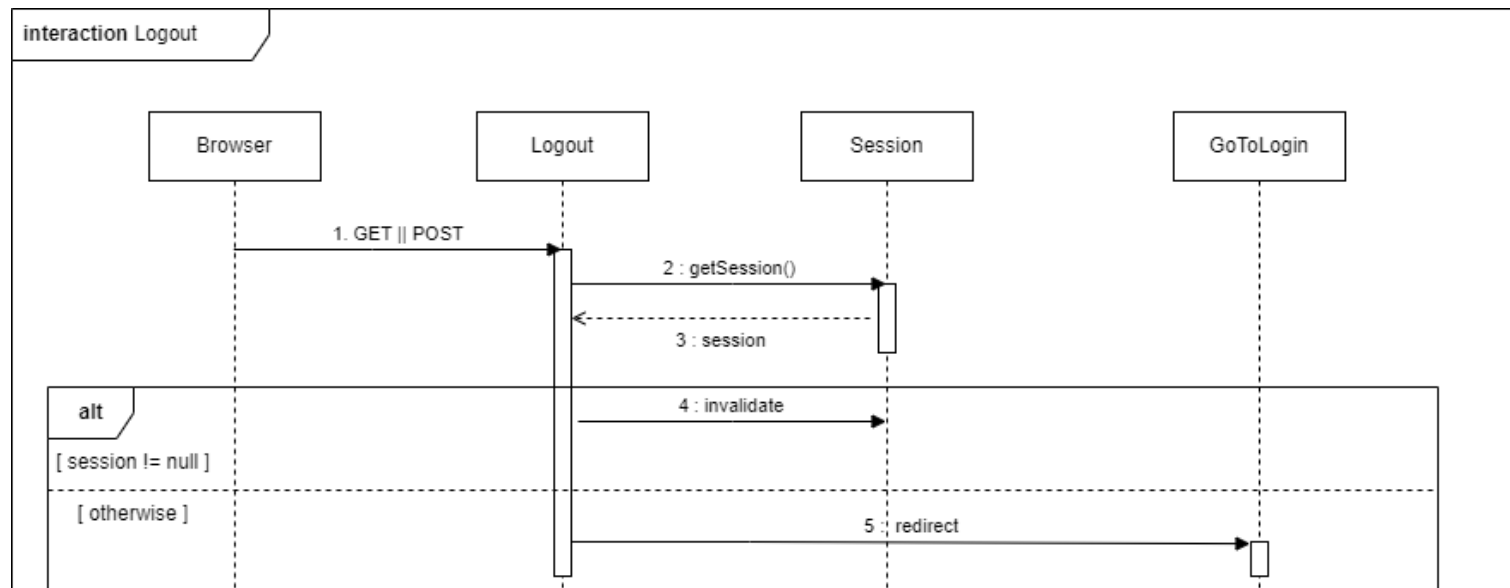 interaction Logout
Browser
Logout
Session
GoToLogin
1. GET || POST
2 : getSession()
3 : session
alt
4 : invalidate
[ session != null ]
[ otherwise ]
5 : redirect